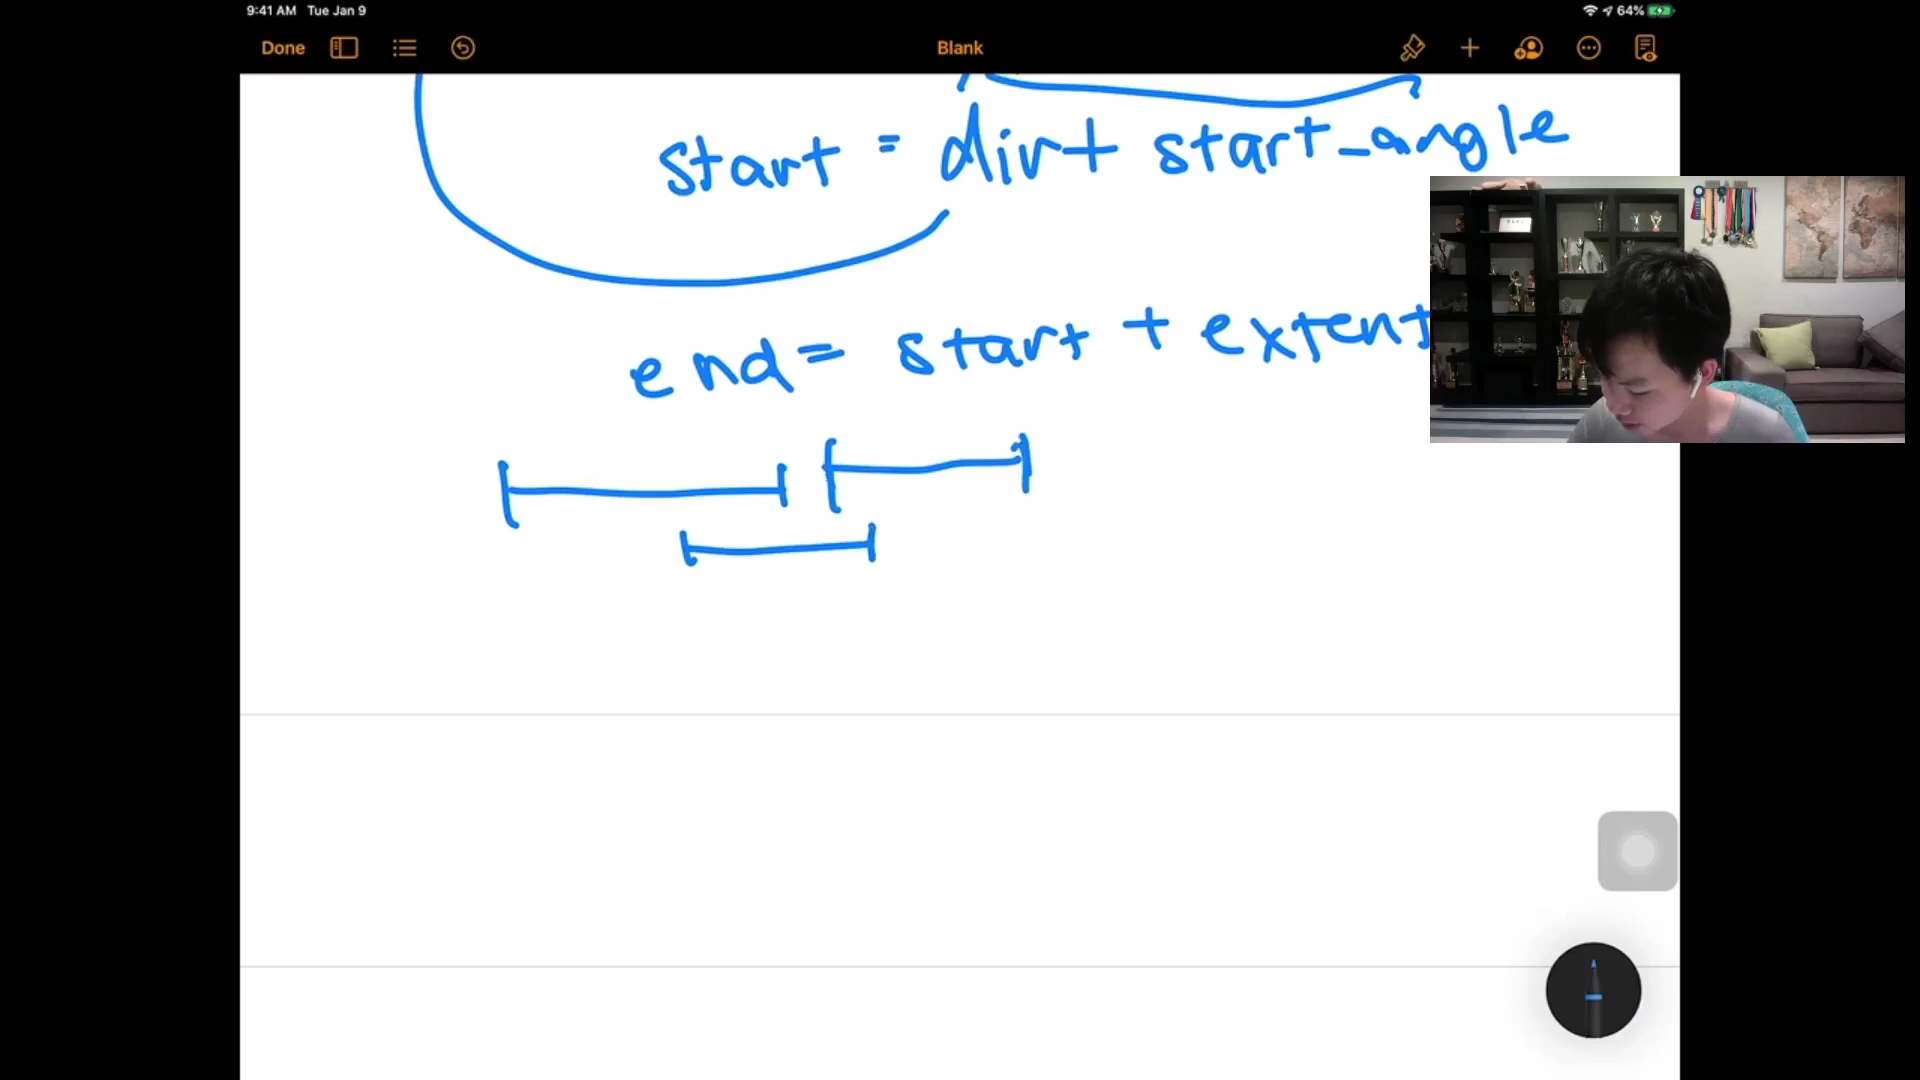 9:41 AM Tue Jan 9
64%
Done
Blank
start = dir + start_angle
end = start + extent